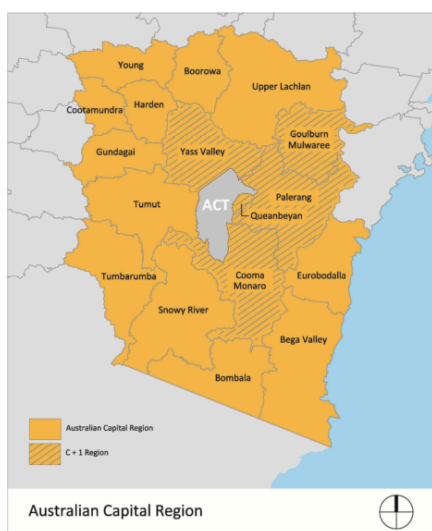 Young
Boorowa
Upper Lachlan
Cootamundra
Harden
Goulburn
Mulwaree
Gundagai
Yass Valley
Tumut
ACT
Palerang
Queanbeyan
Tumbarumba
Cooma
Monaro
Eurobodalla
Snowy River
Bega Valley
Bombala
Australian Capital Region
C + 1 Region
Australian Capital Region